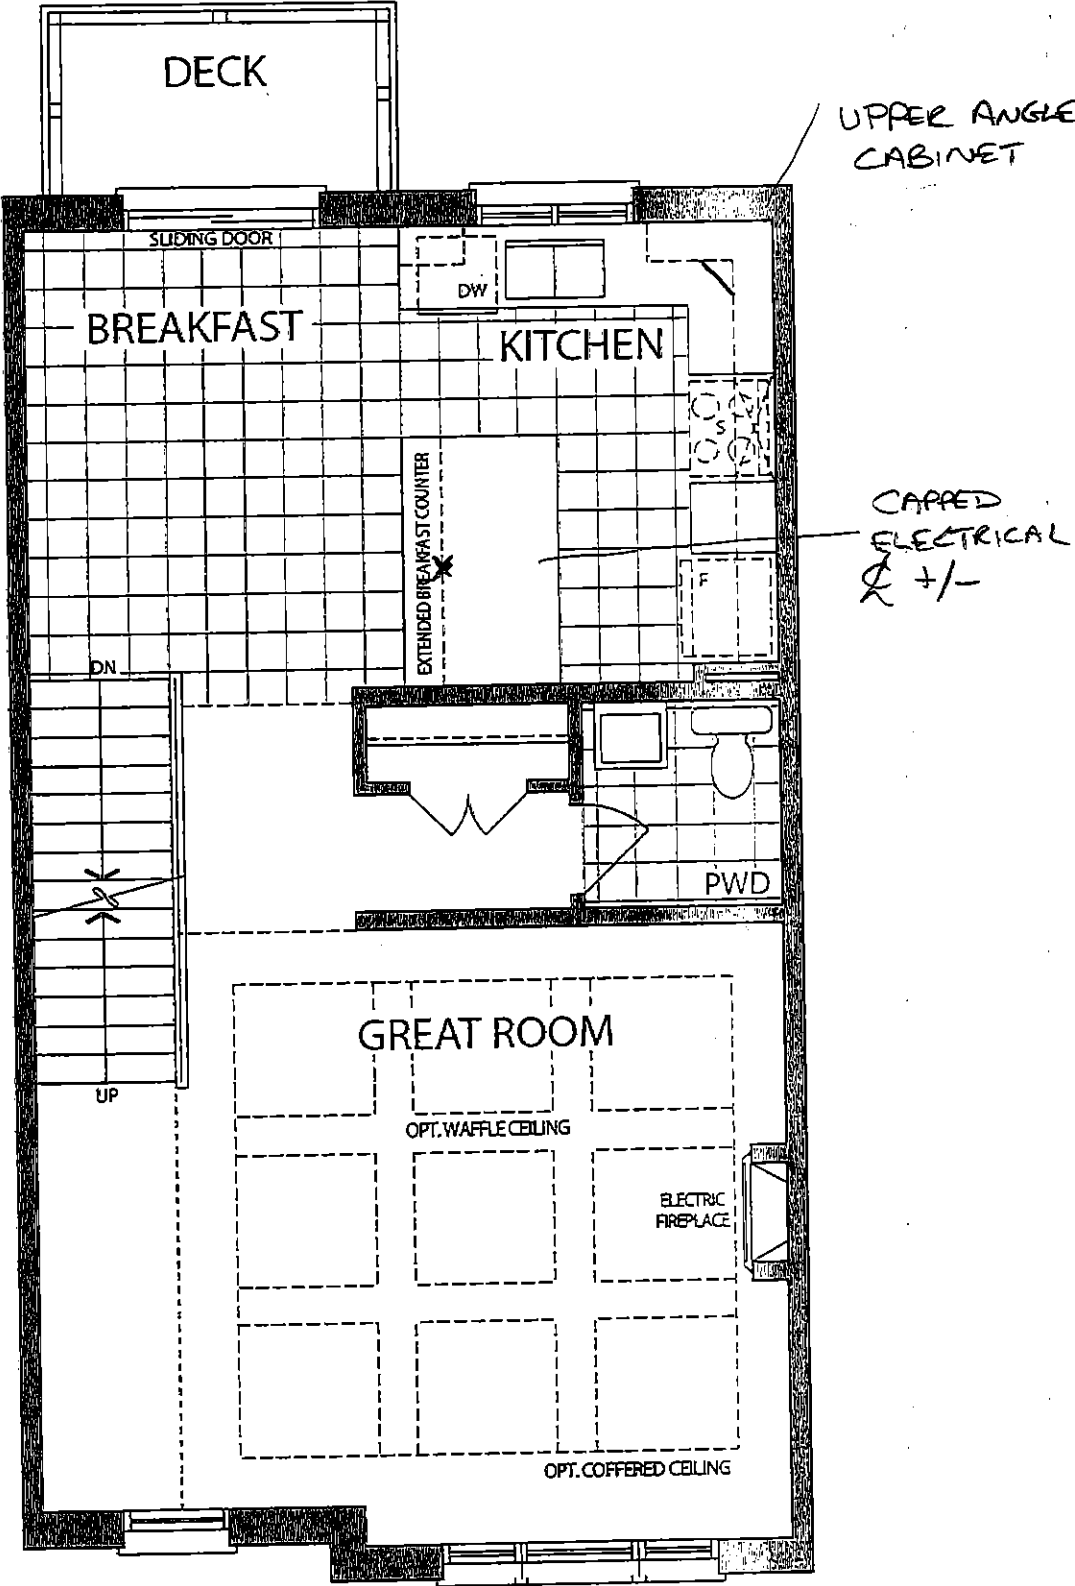 DECK
UPPER ANGLE
CABINET
SLIDING DOOR
DW
BREAKFAST
KITCHEN
S
EXTENDED BREAKFAST COUNTER
CAPPED
ELECTRICAL
℄ +/-
F
DN
PWD
GREAT ROOM
UP
OPT. WAFFLE CEILING
ELECTRIC
FIREPLACE
OPT. COFFERED CEILING